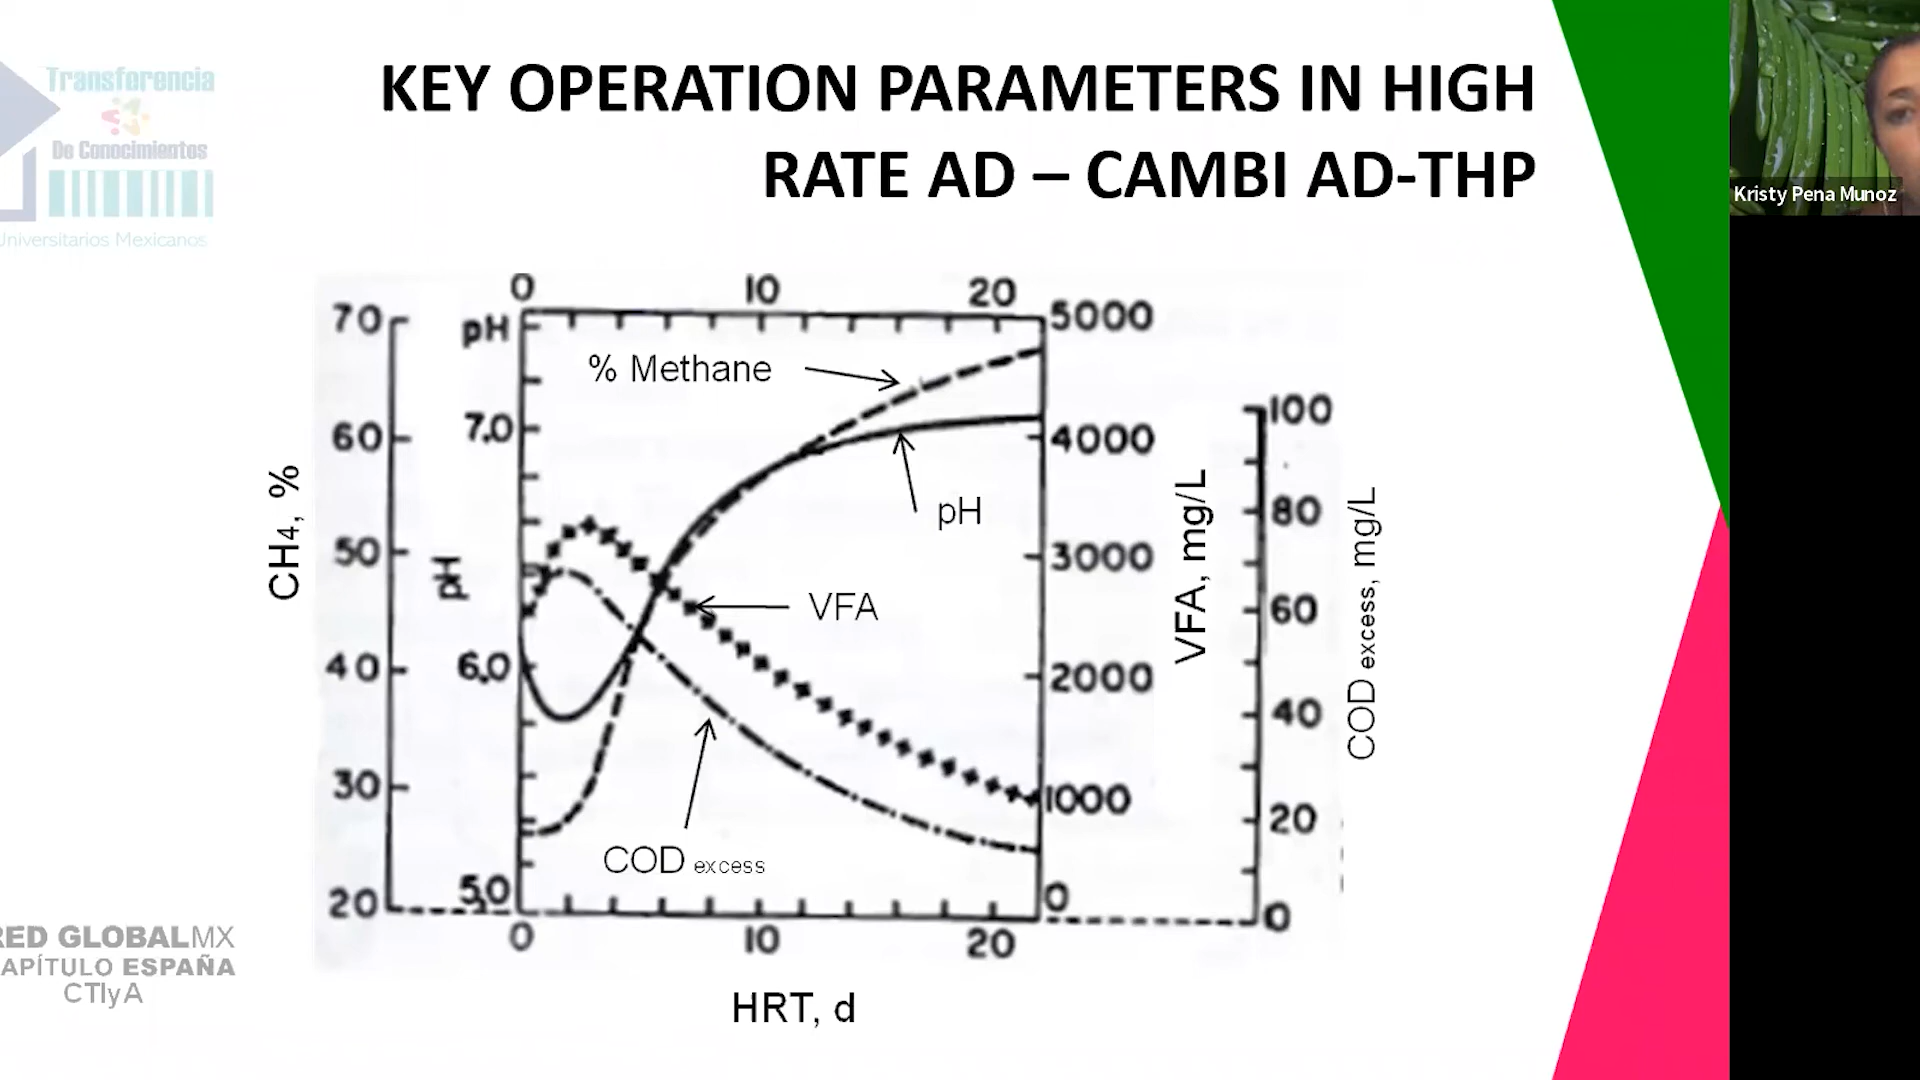 Transferencia
De Conocimientos
Universitarios Mexicanos
KEY OPERATION PARAMETERS IN HIGH
RATE AD – CAMBI AD-THP
Kristy Pena Munoz
0 10 20
CH4, %
70
60
50
40
30
20
pH
7,0
pH
6,0
5,0
% Methane
pH
VFA
COD excess
5000
4000
3000
2000
1000
0
VFA, mg/L
100
80
60
40
20
0
COD excess, mg/L
0 10 20
HRT, d
RED GLOBALMX
CAPÍTULO ESPAÑA
CTIyA